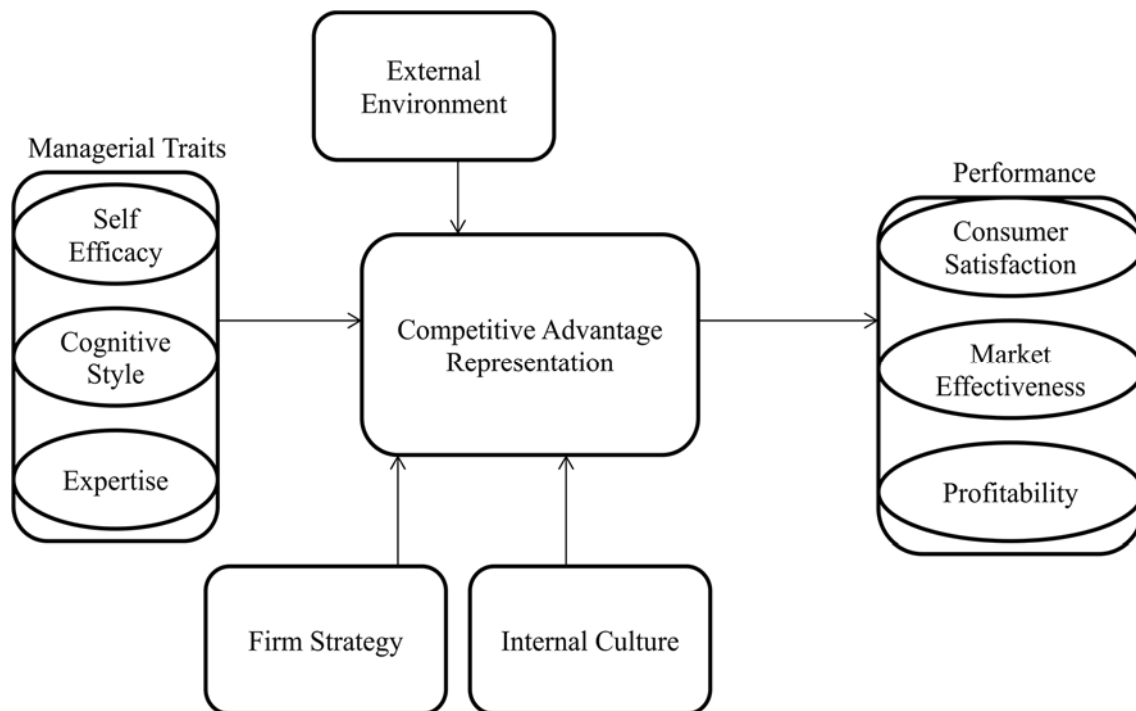 External
Environment
Managerial Traits
Self
Efficacy
Cognitive
Style
Expertise
Competitive Advantage
Representation
Performance
Consumer
Satisfaction
Market
Effectiveness
Profitability
Firm Strategy
Internal Culture